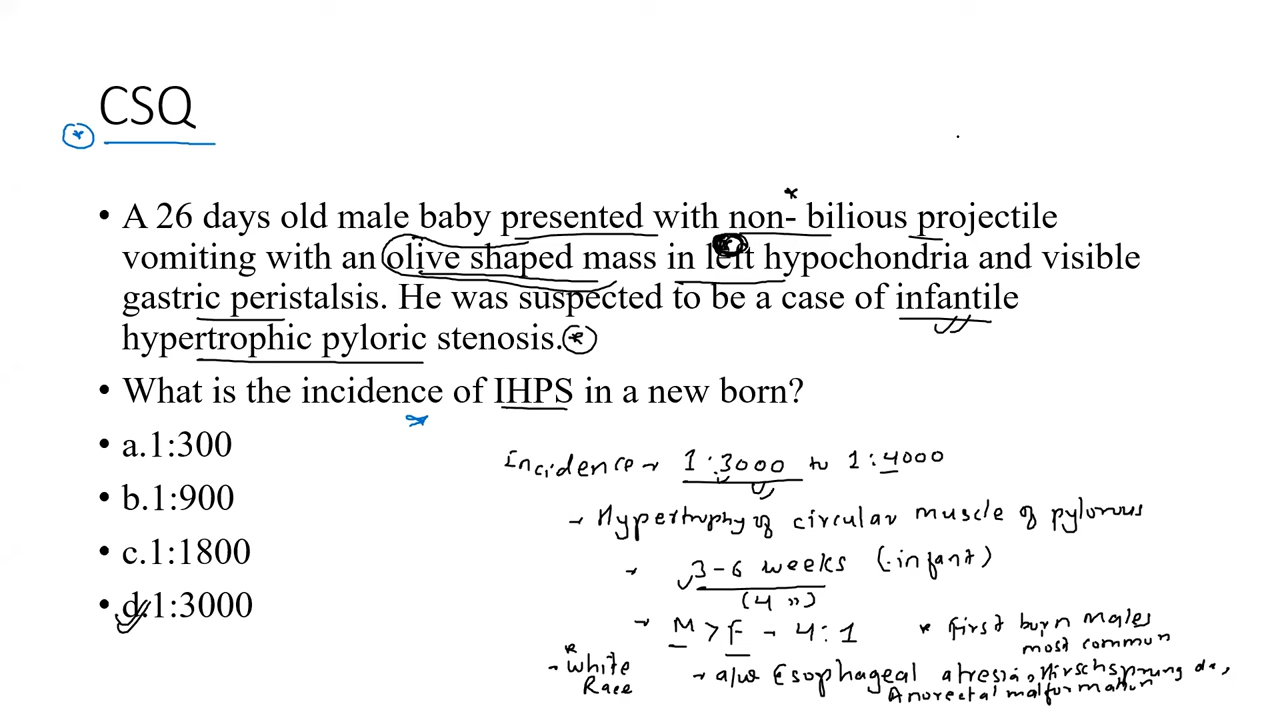 CSQ
• A 26 days old male baby presented with non- bilious projectile
vomiting with an olive shaped mass in left hypochondria and visible
gastric peristalsis. He was suspected to be a case of infantile
hypertrophic pyloric stenosis.
• What is the incidence of IHPS in a new born?
• a.1:300
• b.1:900
• c.1:1800
• d.1:3000
Incidence → 1:3000 to 1:4000
→ Hypertrophy of circular muscle of pylorous
→ 3-6 weeks (infant)
(4 ")
→ M > F → 4:1
* First born males
most common
→ * White
Race
→ a/w Esophageal atresia, Hirschsprung ds,
Anorectal malformation